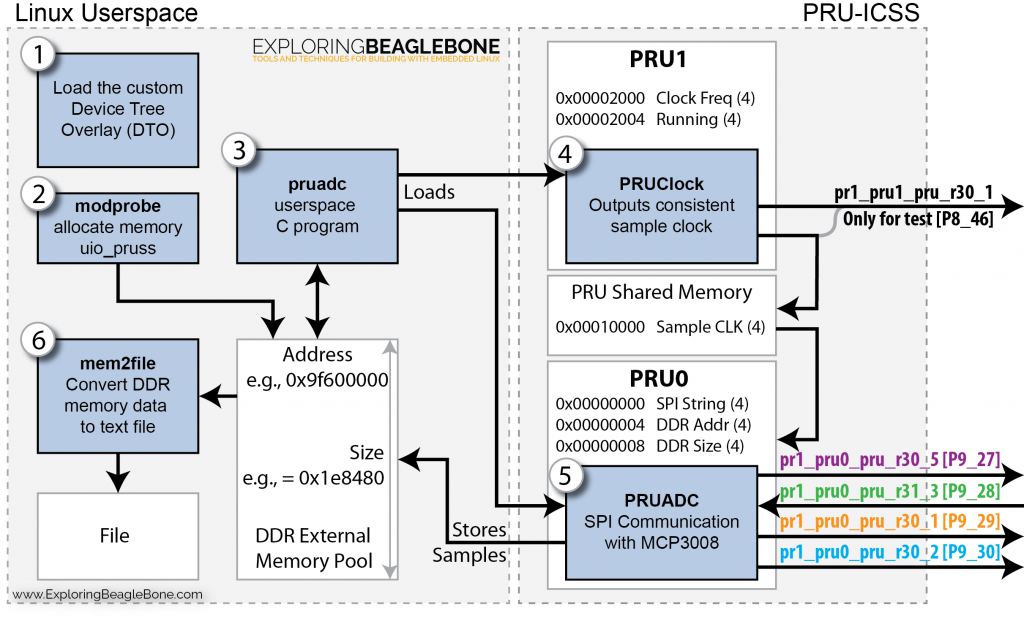 Linux Userspace
PRU-ICSS
EXPLORINGBEAGLEBONE
TOOLS AND TECHNIQUES FOR BUILDING WITH EMBEDDED LINUX
1
Load the custom
Device Tree
Overlay (DTO)
2
modprobe
allocate memory
uio_pruss
3
pruadc
userspace
C program
Loads
6
mem2file
Convert DDR
memory data
to text file
File
Address
e.g., 0x9f600000
Size
e.g., = 0x1e8480
DDR External
Memory Pool
Stores
Samples
PRU1
0x00002000 Clock Freq (4)
0x00002004 Running (4)
4
PRUClock
Outputs consistent
sample clock
pr1_pru1_pru_r30_1
Only for test [P8_46]
PRU Shared Memory
0x00010000 Sample CLK (4)
PRU0
0x00000000 SPI String (4)
0x00000004 DDR Addr (4)
0x00000008 DDR Size (4)
5
PRUADC
SPI Communication
with MCP3008
pr1_pru0_pru_r30_5 [P9_27]
pr1_pru0_pru_r31_3 [P9_28]
pr1_pru0_pru_r30_1 [P9_29]
pr1_pru0_pru_r30_2 [P9_30]
www.ExploringBeagleBone.com